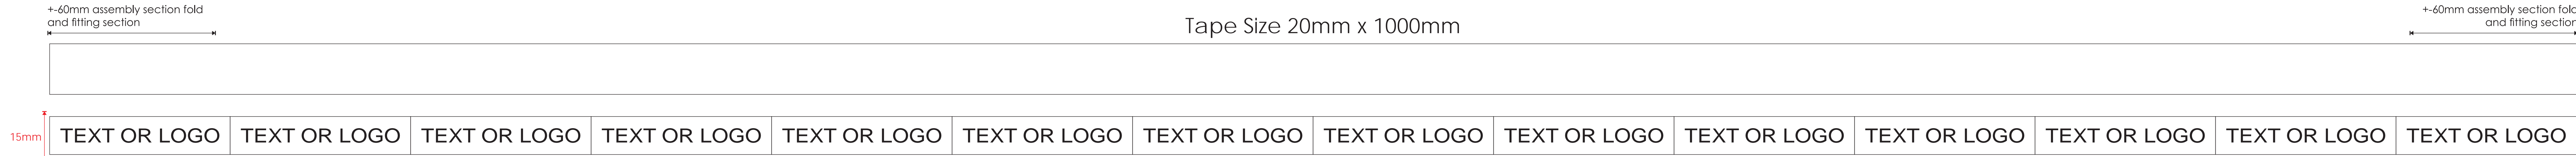 +-60mm assembly section fold
and fitting section
Tape Size 20mm x 1000mm
+-60mm assembly section fold
and fitting section
15mm
TEXT OR LOGO TEXT OR LOGO TEXT OR LOGO TEXT OR LOGO TEXT OR LOGO TEXT OR LOGO TEXT OR LOGO TEXT OR LOGO TEXT OR LOGO TEXT OR LOGO TEXT OR LOGO TEXT OR LOGO TEXT OR LOGO TEXT OR LOGO